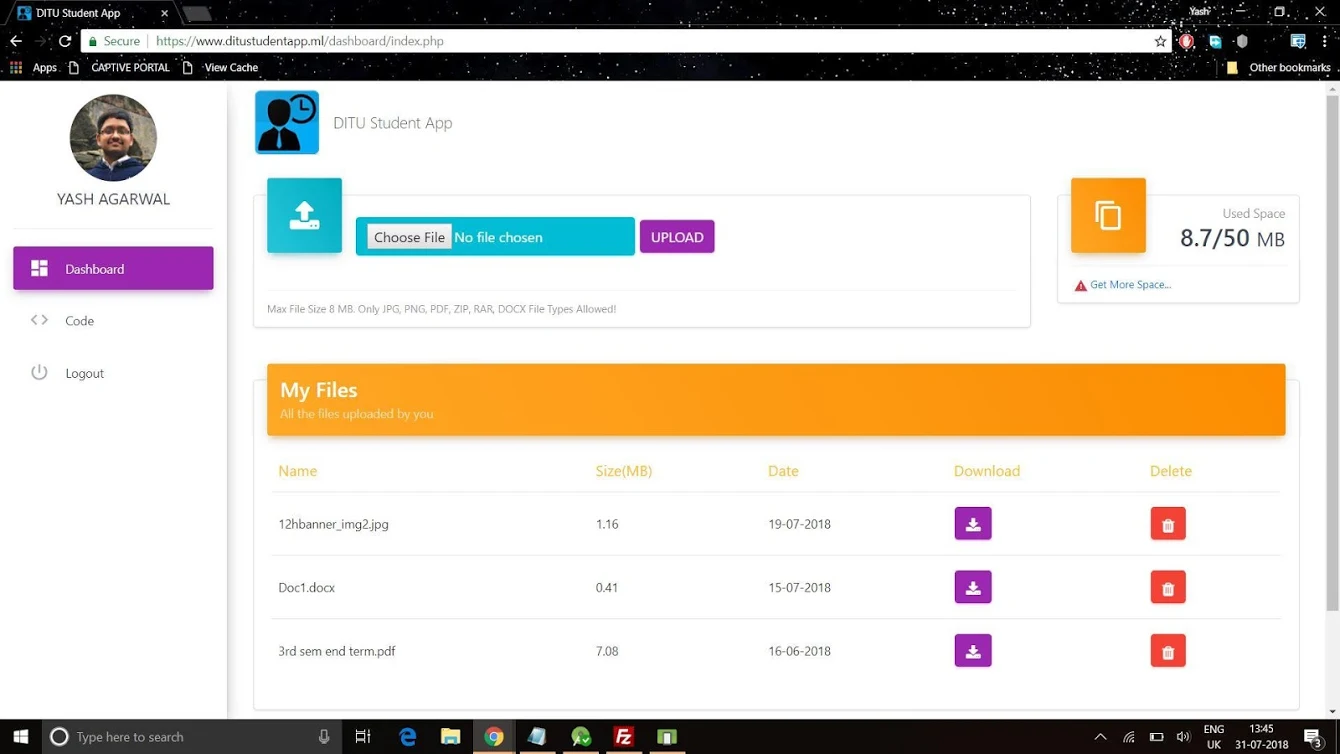 DITU Student App
Yash
Secure https://www.ditustudentapp.ml/dashboard/index.php
Apps CAPTIVE PORTAL View Cache Other bookmarks
YASH AGARWAL
Dashboard
Code
Logout
DITU Student App
Choose File No file chosen UPLOAD
Max File Size 8 MB. Only JPG, PNG, PDF, ZIP, RAR, DOCX File Types Allowed!
Used Space
8.7/50 MB
Get More Space...
My Files
All the files uploaded by you
Name Size(MB) Date Download Delete
12hbanner_img2.jpg 1.16 19-07-2018
Doc1.docx 0.41 15-07-2018
3rd sem end term.pdf 7.08 16-06-2018
Type here to search
ENG 13:45
UK 31-07-2018 3